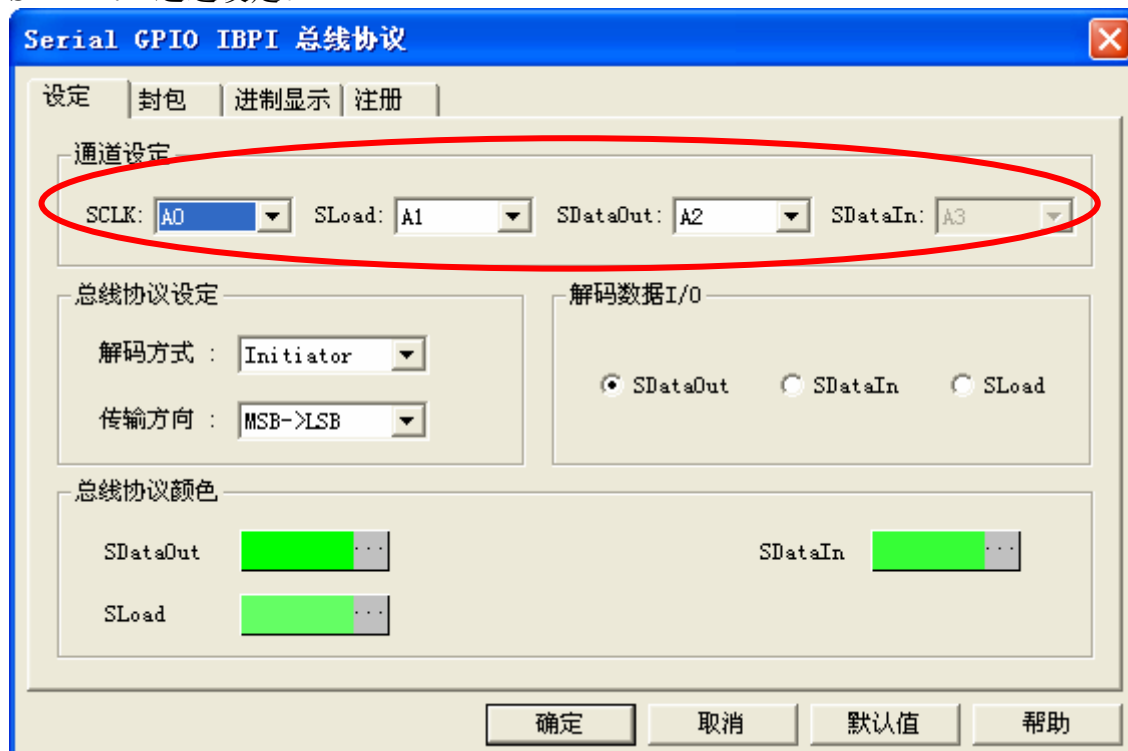 Serial GPIO IBPI 总线协议
设定 封包 进制显示 注册
通道设定
SCLK: A0 SLoad: A1 SDataOut: A2 SDataIn: A3
总线协议设定 解码数据I/O
解码方式 : Initiator
SDataOut SDataIn SLoad
传输方向 : MSB->LSB
总线协议颜色
SDataOut ... SDataIn ...
SLoad ...
确定 取消 默认值 帮助